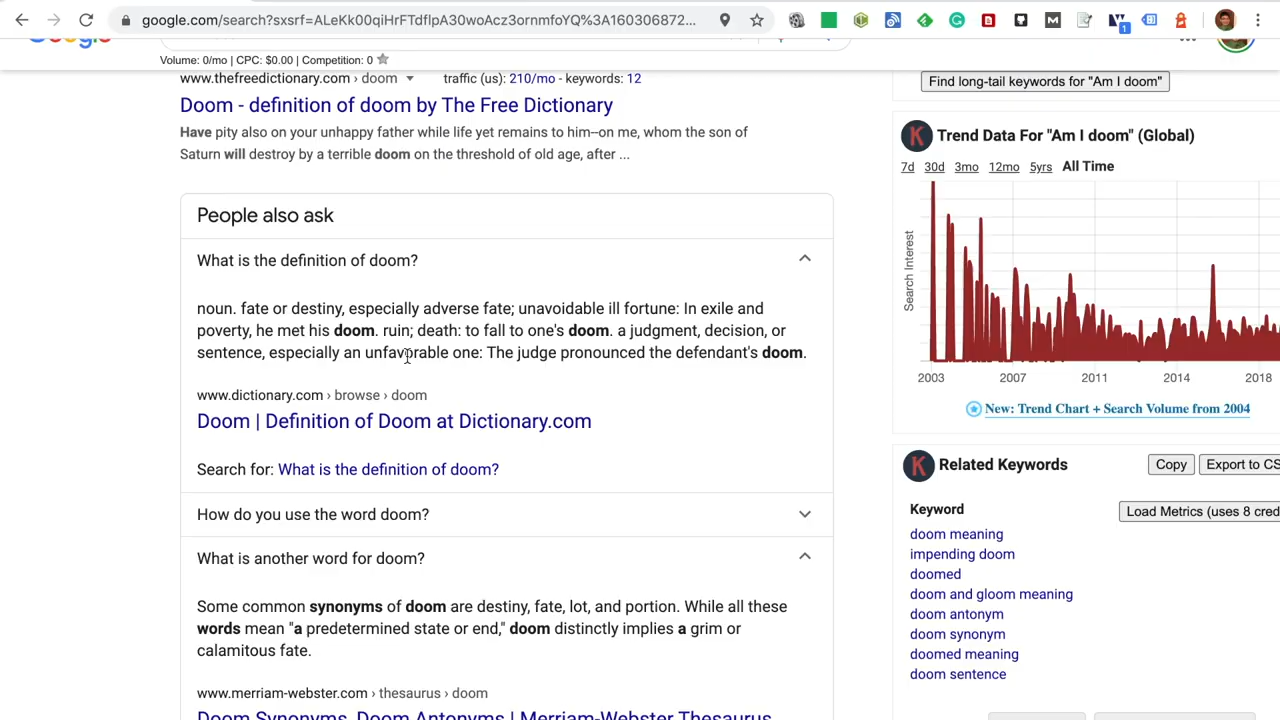 google.com/search?sxsrf=ALeKk00qiHrFTdflpA30woAcz3ornmfoYQ%3A160306872...
Volume: 0/mo | CPC: $0.00 | Competition: 0
www.thefreedictionary.com › doom traffic (us): 210/mo - keywords: 12
Doom - definition of doom by The Free Dictionary
Have pity also on your unhappy father while life yet remains to him--on me, whom the son of
Saturn will destroy by a terrible doom on the threshold of old age, after ...
People also ask
What is the definition of doom?
noun. fate or destiny, especially adverse fate; unavoidable ill fortune: In exile and
poverty, he met his doom. ruin; death: to fall to one's doom. a judgment, decision, or
sentence, especially an unfavorable one: The judge pronounced the defendant's doom.
www.dictionary.com › browse › doom
Doom | Definition of Doom at Dictionary.com
Search for: What is the definition of doom?
How do you use the word doom?
What is another word for doom?
Some common synonyms of doom are destiny, fate, lot, and portion. While all these
words mean "a predetermined state or end," doom distinctly implies a grim or
calamitous fate.
www.merriam-webster.com › thesaurus › doom
Doom Synonyms, Doom Antonyms | Merriam-Webster Thesaurus
Find long-tail keywords for "Am I doom"
K Trend Data For "Am I doom" (Global)
7d 30d 3mo 12mo 5yrs All Time
Search Interest
2003 2007 2011 2014 2018
New: Trend Chart + Search Volume from 2004
K Related Keywords Copy Export to CS
Keyword Load Metrics (uses 8 cred
doom meaning
impending doom
doomed
doom and gloom meaning
doom antonym
doom synonym
doomed meaning
doom sentence